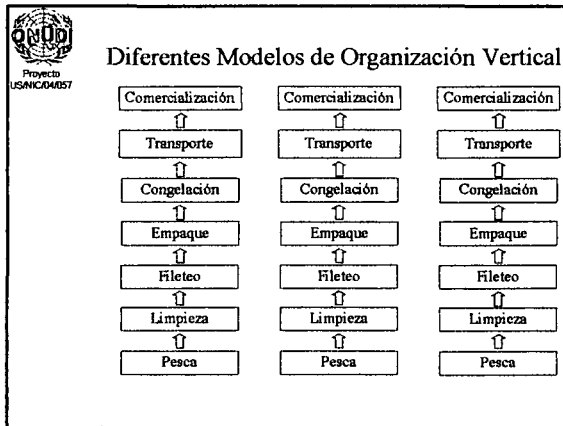 ONUDI
Proyecto
US/NIC/04/057
Diferentes Modelos de Organización Vertical
Comercialización Comercialización Comercialización
Transporte Transporte Transporte
Congelación Congelación Congelación
Empaque Empaque Empaque
Fileteo Fileteo Fileteo
Limpieza Limpieza Limpieza
Pesca Pesca Pesca